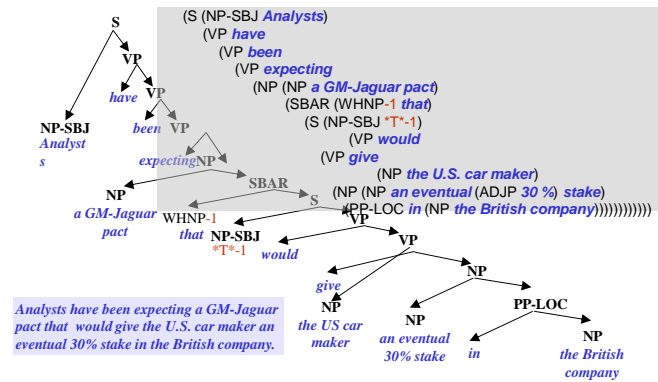 (S (NP-SBJ Analysts)
(VP have
(VP been
(VP expecting
(NP (NP a GM-Jaguar pact)
(SBAR (WHNP-1 that)
(S (NP-SBJ *T*-1)
(VP would
(VP give
(NP the U.S. car maker)
(NP (NP an eventual (ADJP 30 %) stake)
(PP-LOC in (NP the British company))))))))))))
S
VP
have
VP
NP-SBJ
been
VP
Analyst
s
expecting
NP
NP
SBAR
a GM-Jaguar
pact
WHNP-1
S
that
NP-SBJ
*T*-1
VP
would
VP
give
NP
NP
the US car
maker
NP
an eventual
30% stake
PP-LOC
in
NP
the British
company
Analysts have been expecting a GM-Jaguar
pact that would give the U.S. car maker an
eventual 30% stake in the British company.